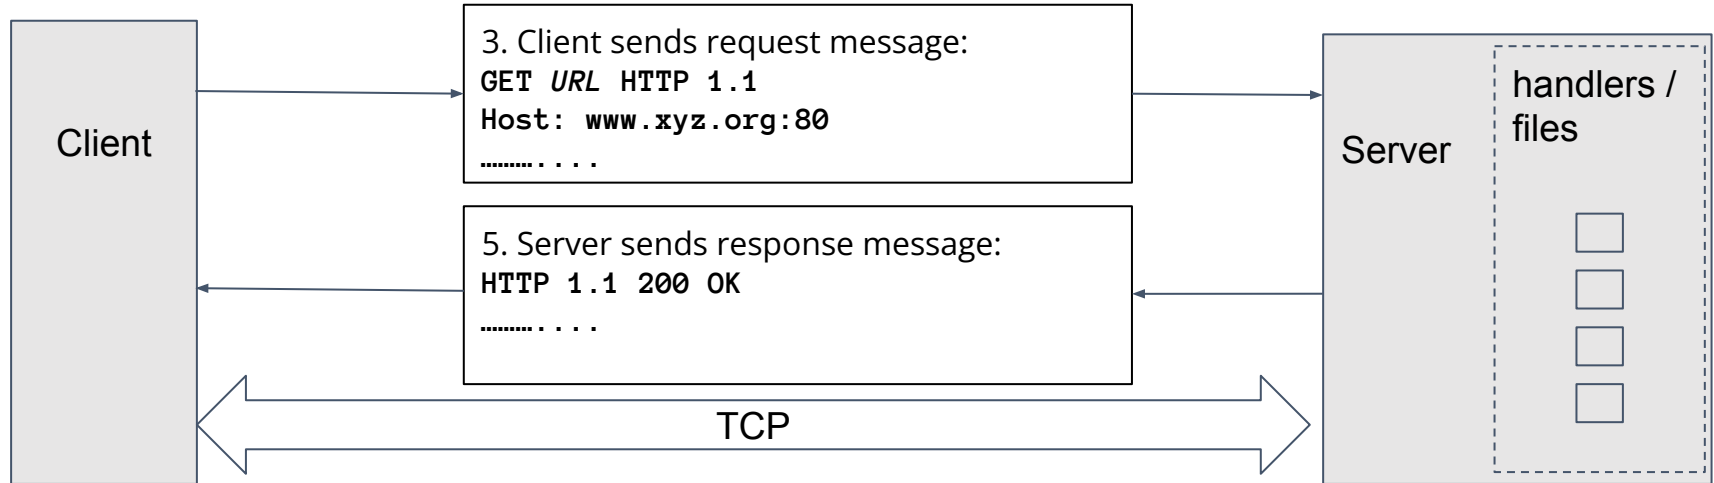 Client
3. Client sends request message:
GET URL HTTP 1.1
Host: www.xyz.org:80
………....
5. Server sends response message:
HTTP 1.1 200 OK
………....
TCP
Server
handlers /
files